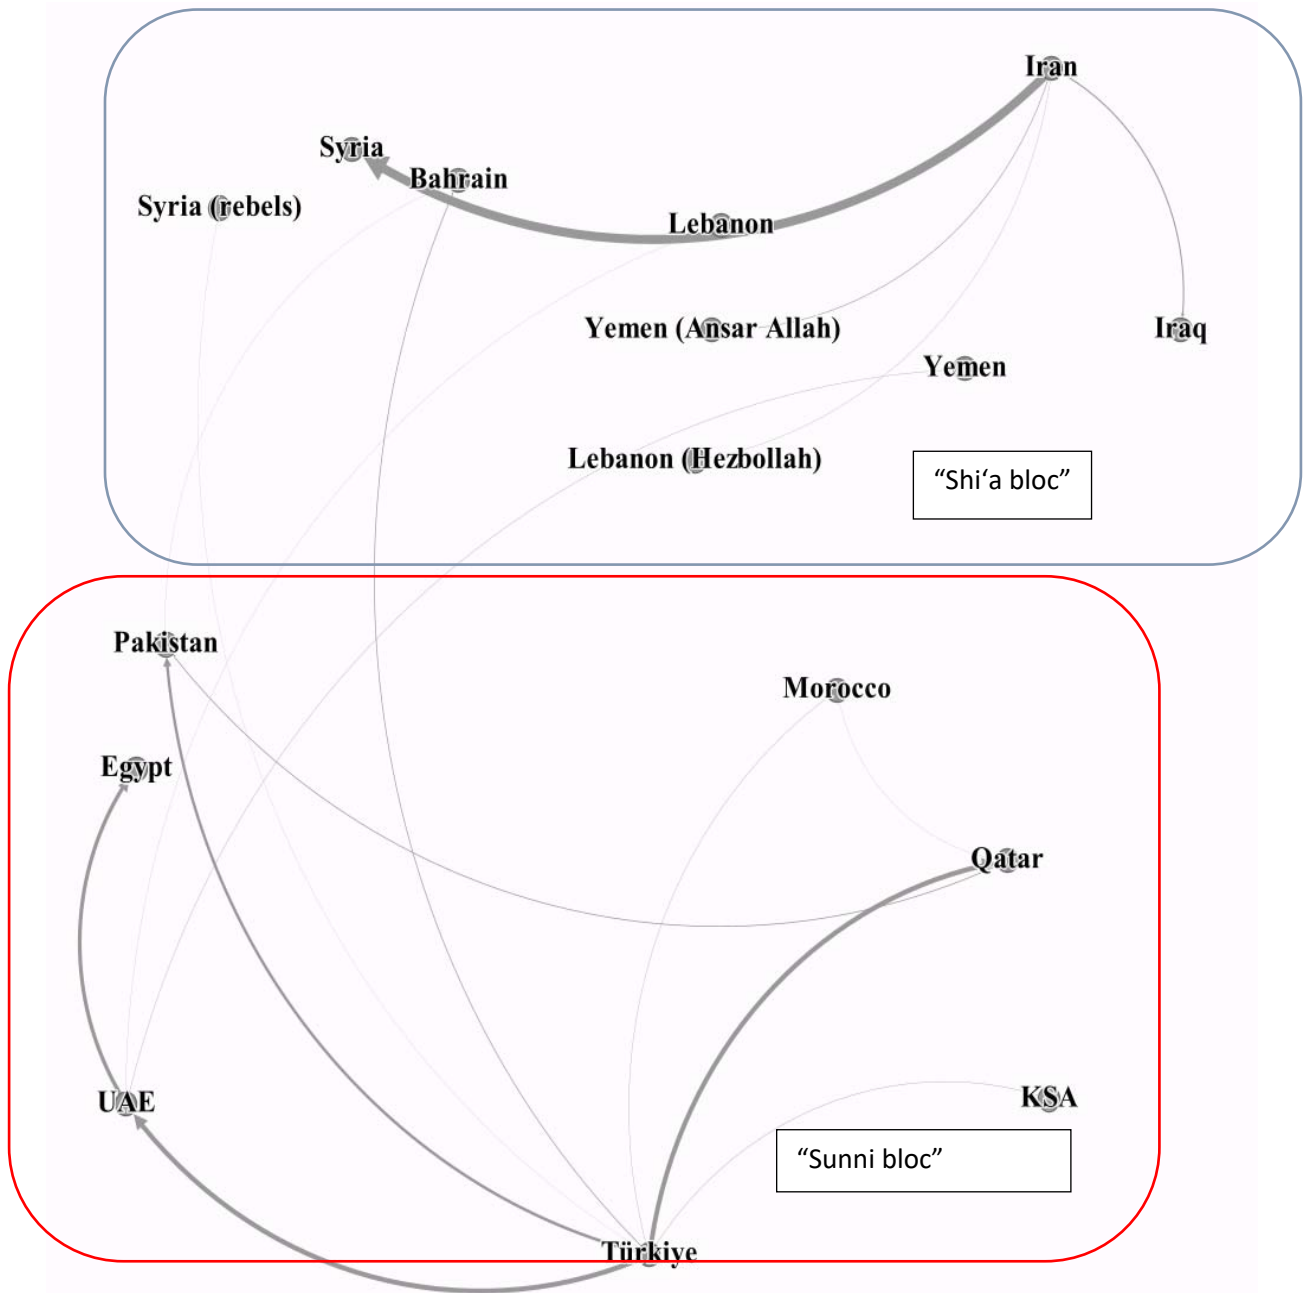 Iran
Syria
Bahrain
Syria (rebels)
Lebanon
Yemen (Ansar Allah)
Iraq
Yemen
Lebanon (Hezbollah)
“Shi‘a bloc”
Pakistan
Morocco
Egypt
Qatar
UAE
KSA
“Sunni bloc”
Türkiye